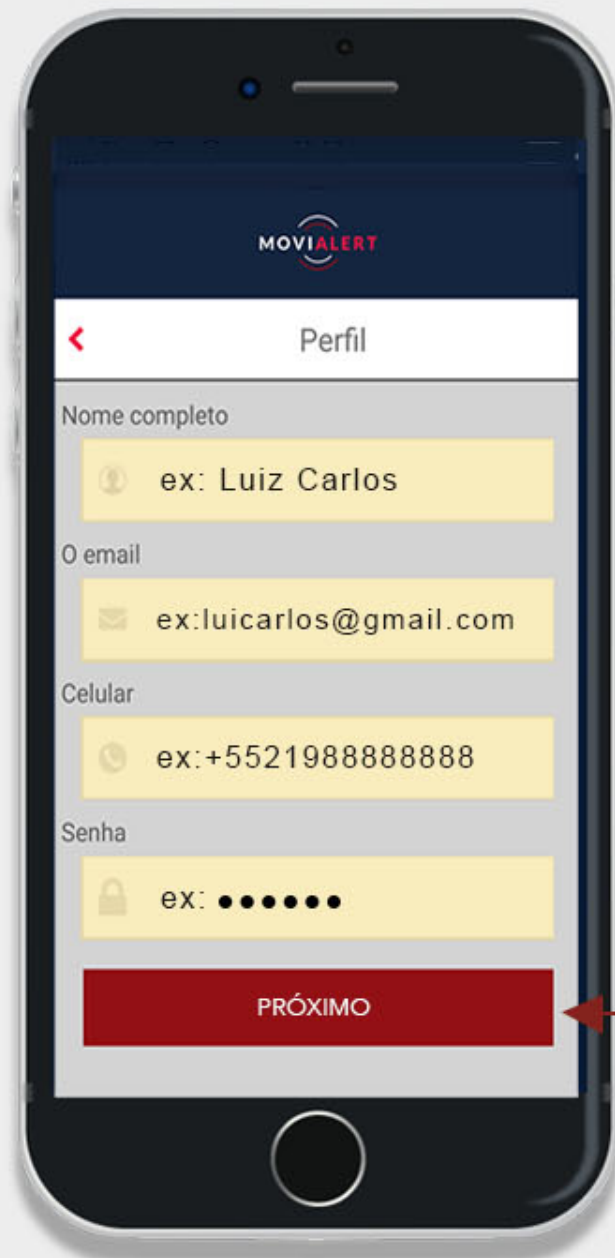 MOVIALERT
Perfil
Nome completo
ex: Luiz Carlos
O email
ex:luicarlos@gmail.com
Celular
ex:+5521988888888
Senha
ex: ●●●●●●
PRÓXIMO